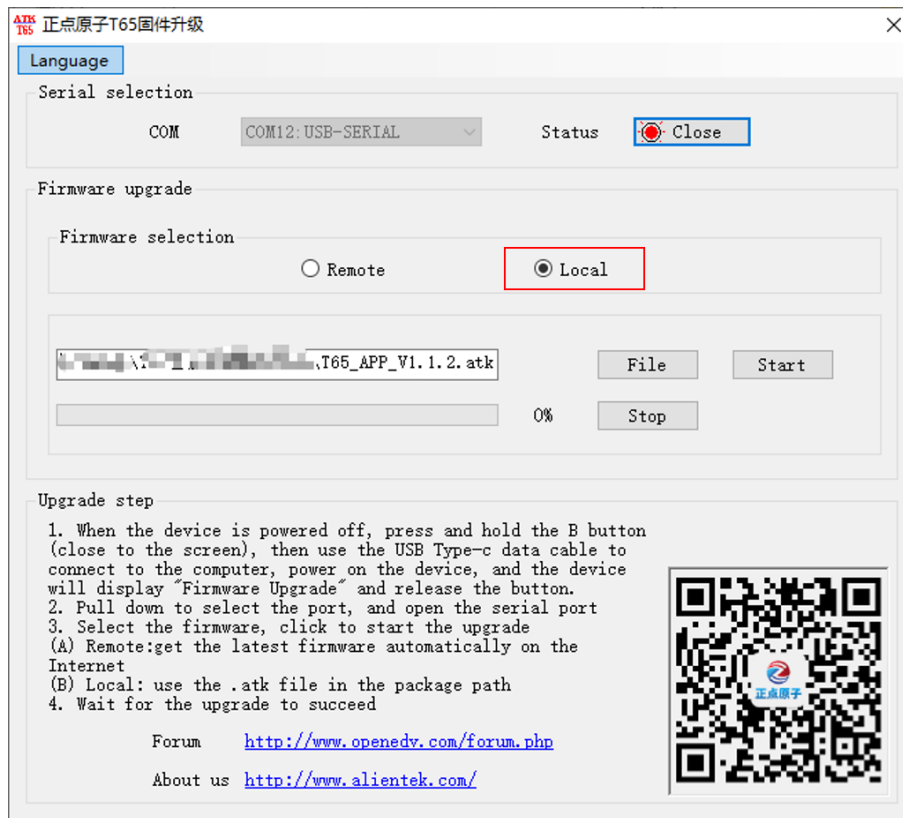 ATK T65 正点原子T65固件升级
Language
Serial selection
COM COM12:USB-SERIAL Status Close
Firmware upgrade
Firmware selection
Remote Local
T65_APP_V1.1.2.atk File Start
0% Stop
Upgrade step
1. When the device is powered off, press and hold the B button
(close to the screen), then use the USB Type-c data cable to
connect to the computer, power on the device, and the device
will display "Firmware Upgrade" and release the button.
2. Pull down to select the port, and open the serial port
3. Select the firmware, click to start the upgrade
(A) Remote:get the latest firmware automatically on the
Internet
(B) Local: use the .atk file in the package path
4. Wait for the upgrade to succeed
正点原子
Forum http://www.openedv.com/forum.php
About us http://www.alientek.com/